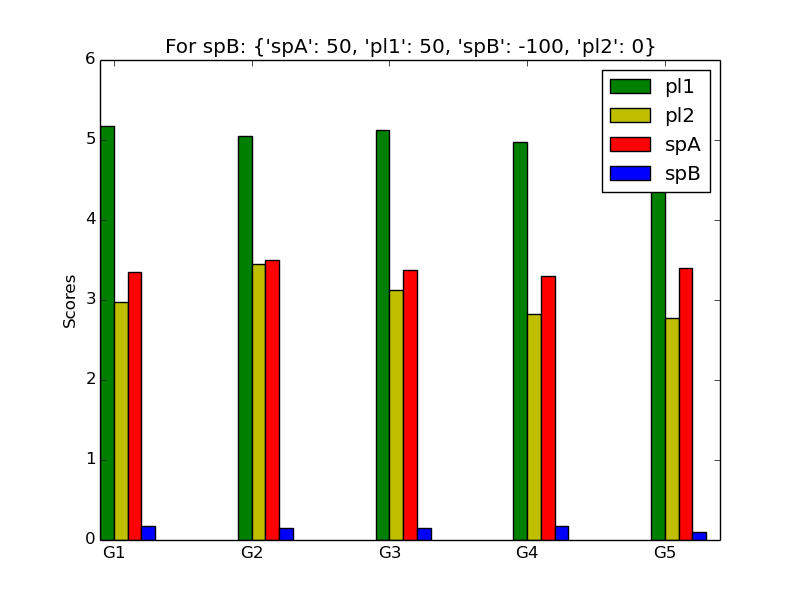 For spB: {'spA': 50, 'pl1': 50, 'spB': -100, 'pl2': 0}
6
5
4
3
2
1
0
Scores
pl1
pl2
spA
spB
G1 G2 G3 G4 G5